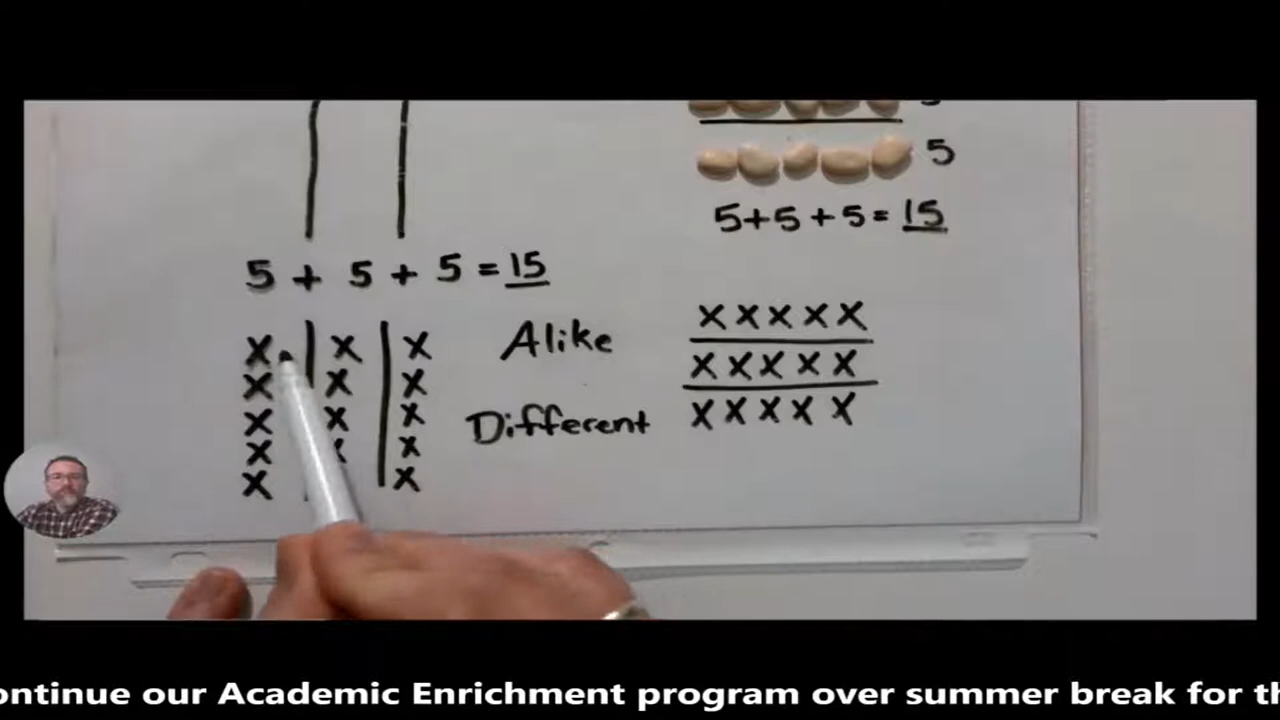 5
5+5+5=15
5 + 5 + 5 = 15
X X X
X X X
X X X
X X
X X
Alike
Different
XXXXX
XXXXX
XXXXX
ontinue our Academic Enrichment program over summer break for th